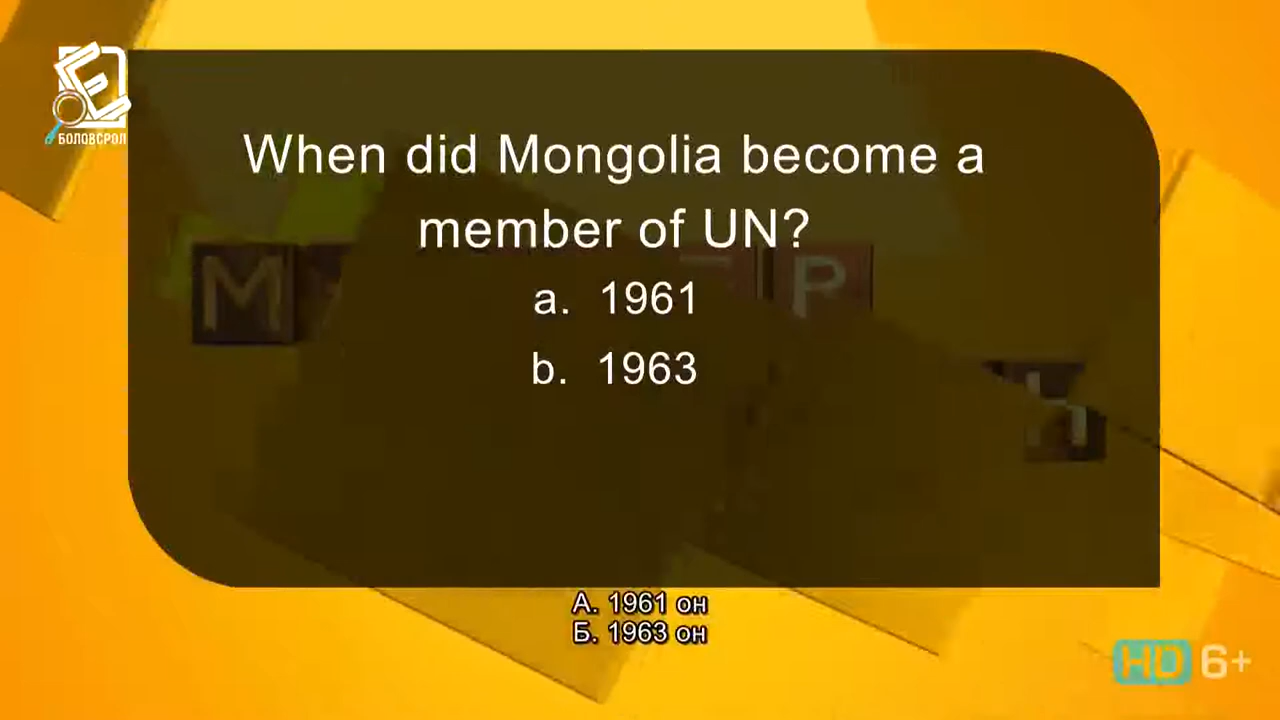 БОЛОВСРОЛ
When did Mongolia become a
member of UN?
a. 1961
b. 1963
M
P
А. 1961 он
Б. 1963 он
HD 6+